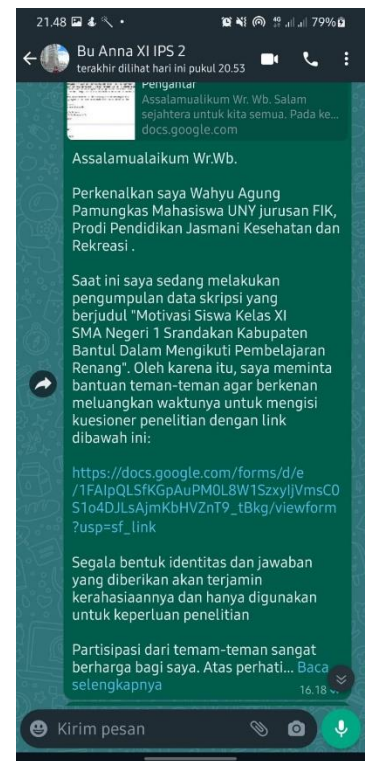 21.48
79%
Bu Anna XI IPS 2
terakhir dilihat hari ini pukul 20.53
Pengantar
Assalamualikum Wr. Wb. Salam
sejahtera untuk kita semua. Pada ke...
docs.google.com
Assalamualaikum Wr.Wb.
Perkenalkan saya Wahyu Agung
Pamungkas Mahasiswa UNY jurusan FIK,
Prodi Pendidikan Jasmani Kesehatan dan
Rekreasi .
Saat ini saya sedang melakukan
pengumpulan data skripsi yang
berjudul "Motivasi Siswa Kelas XI
SMA Negeri 1 Srandakan Kabupaten
Bantul Dalam Mengikuti Pembelajaran
Renang". Oleh karena itu, saya meminta
bantuan teman-teman agar berkenan
meluangkan waktunya untuk mengisi
kuesioner penelitian dengan link
dibawah ini:
https://docs.google.com/forms/d/e
/1FAIpQLSfKGpAuPM0L8W1SzxyljVmsC0
S1o4DJLsAjmKbHVZnT9_tBkg/viewform
?usp=sf_link
Segala bentuk identitas dan jawaban
yang diberikan akan terjamin
kerahasiaannya dan hanya digunakan
untuk keperluan penelitian
Partisipasi dari temam-teman sangat
berharga bagi saya. Atas perhati... Baca
selengkapnya
16.18
Kirim pesan